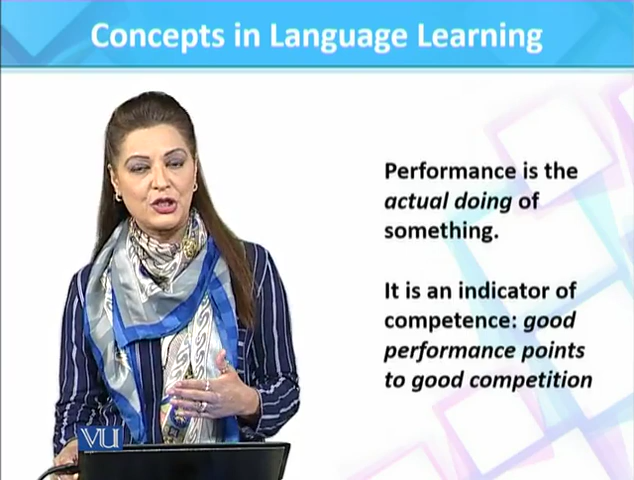 Concepts in Language Learning
Performance is the
actual doing of
something.
It is an indicator of
competence: good
performance points
to good competition
VU